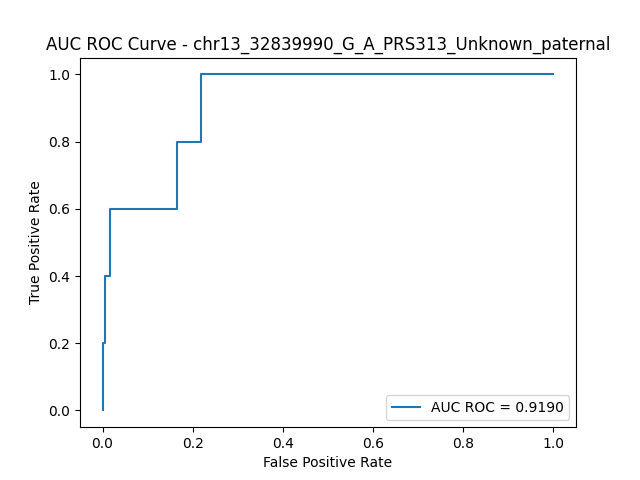 AUC ROC Curve - chr13_32839990_G_A_PRS313_Unknown_paternal
1.0
0.8
0.6
0.4
0.2
0.0
True Positive Rate
AUC ROC = 0.9190
0.0 0.2 0.4 0.6 0.8 1.0
False Positive Rate